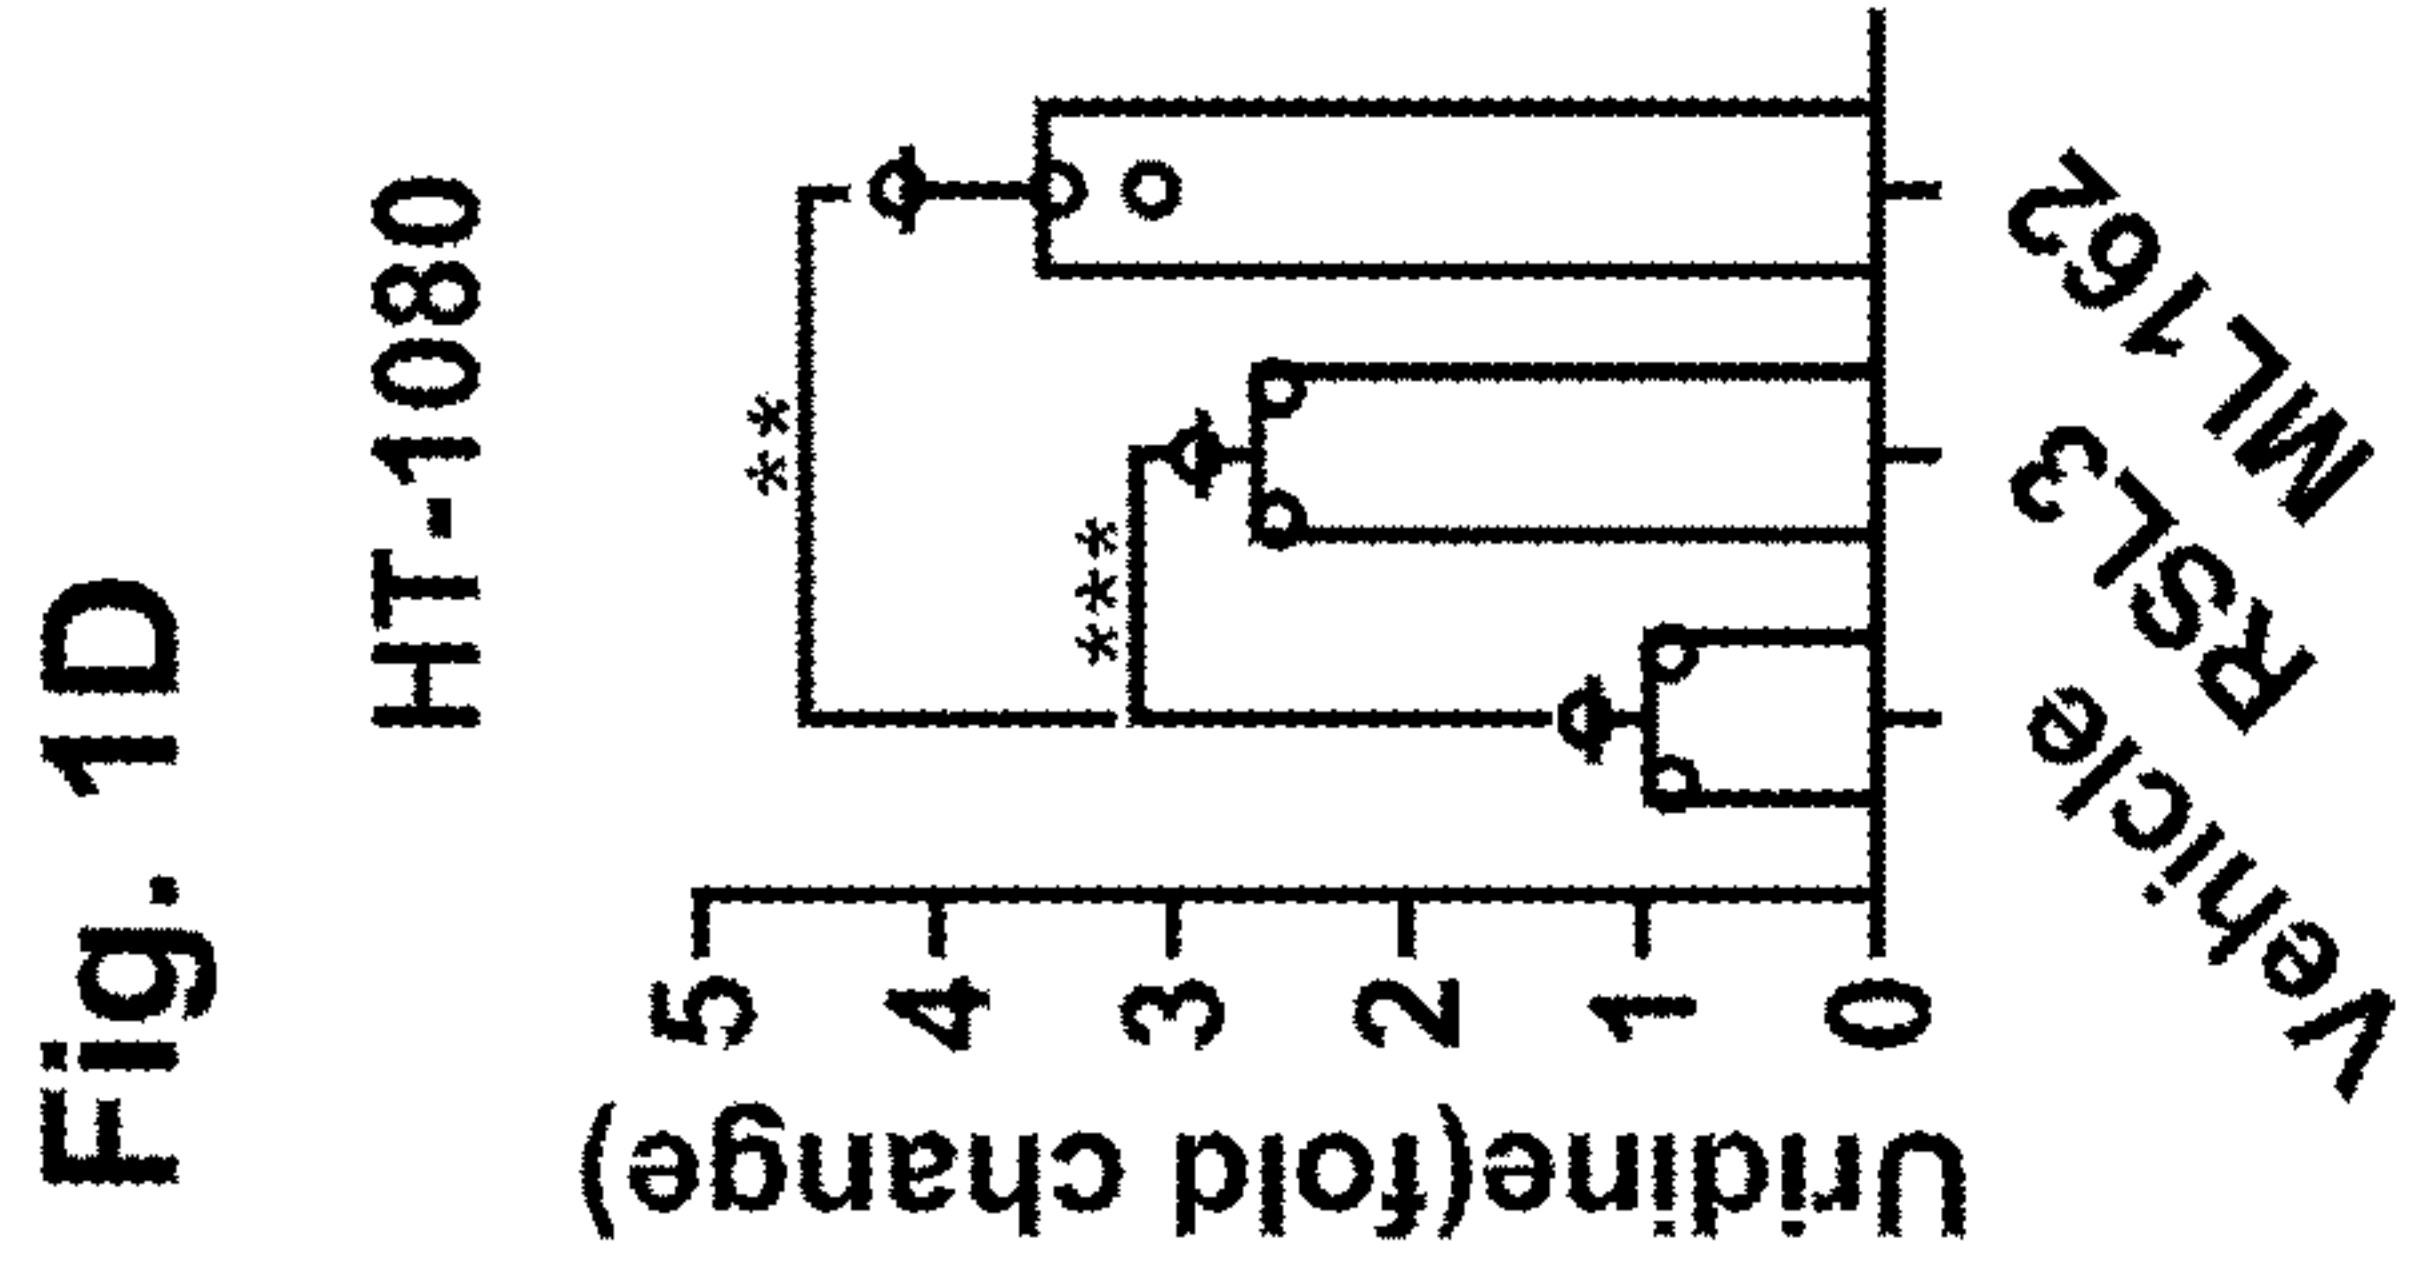 Fig. 1D
HT-1080
**
***
Uridine(fold change)
5
4
3
2
1
0
Vehicle
RSL3
ML162